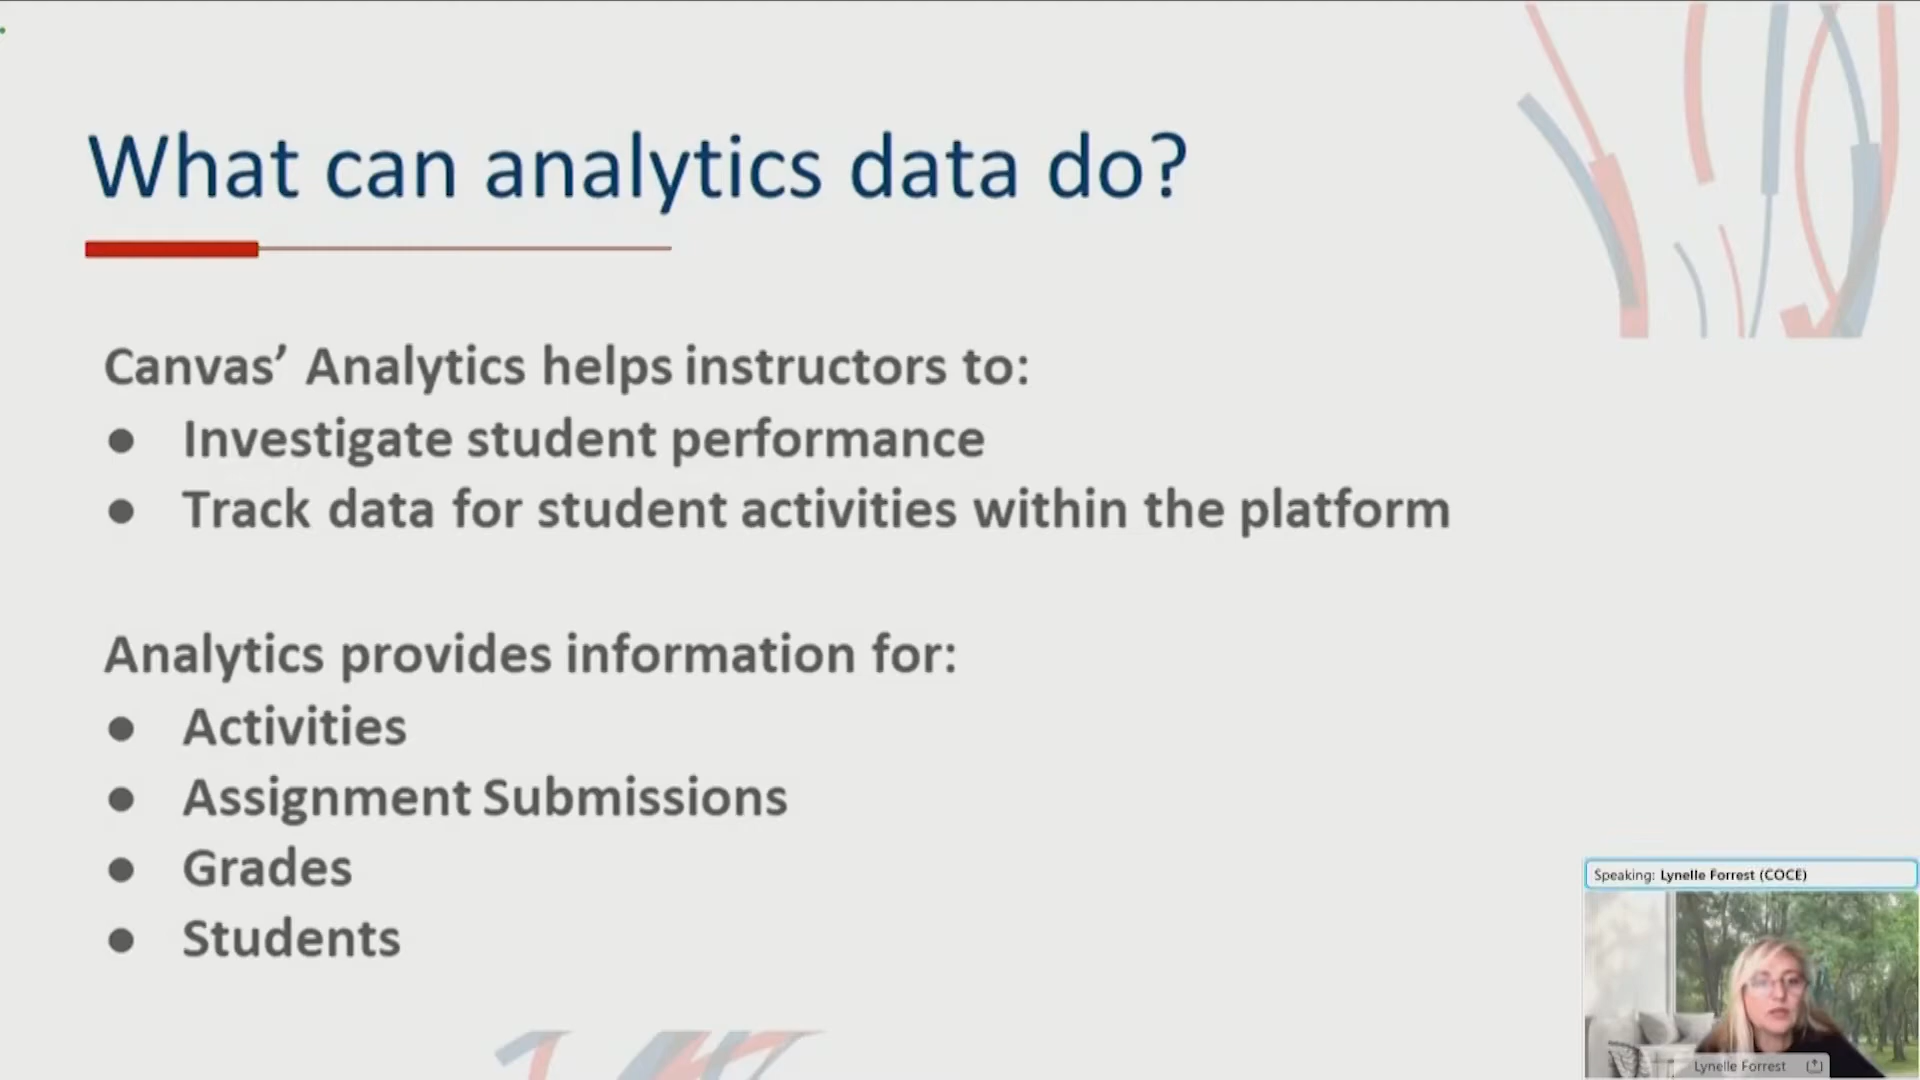 What can analytics data do?
Canvas’ Analytics helps instructors to:
● Investigate student performance
● Track data for student activities within the platform
Analytics provides information for:
● Activities
● Assignment Submissions
● Grades
● Students
Speaking: Lynelle Forrest (COCE)
Lynelle Forrest